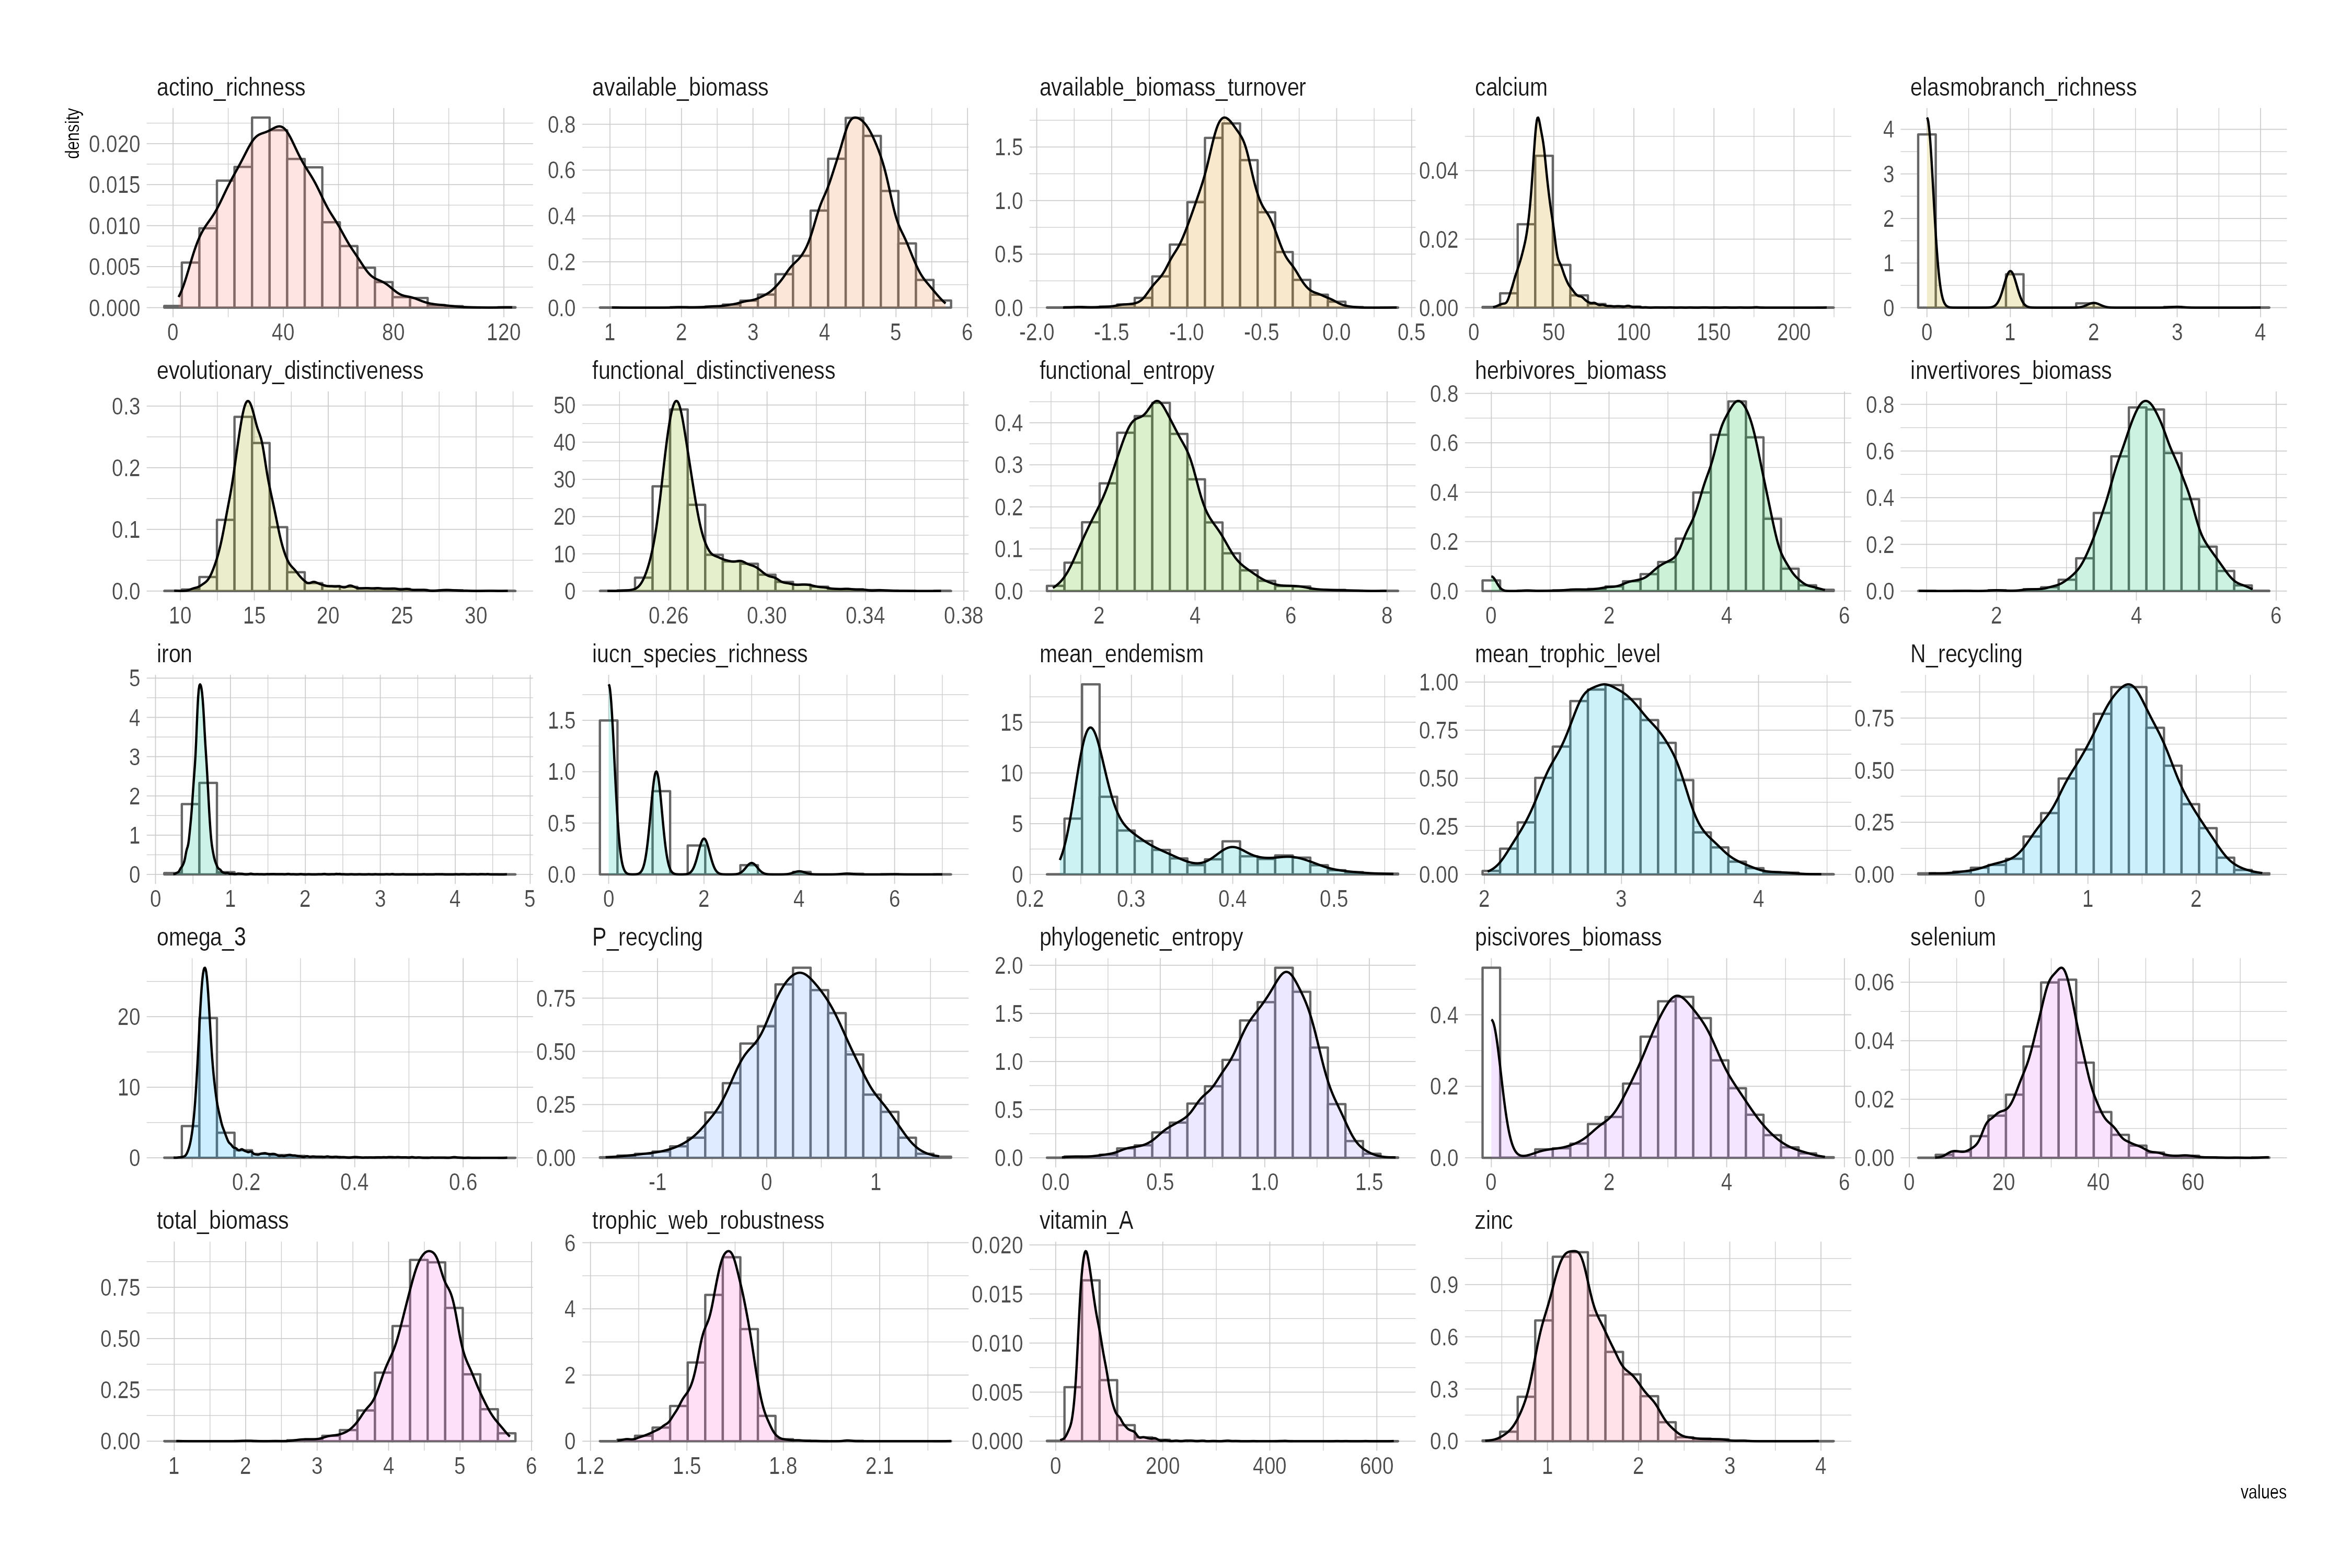 actino_richness available_biomass available_biomass_turnover calcium elasmobranch_richness
density
0.020 0.015 0.010 0.005 0.000
0 40 80 120
0.8 0.6 0.4 0.2 0.0
1 2 3 4 5 6
1.5 1.0 0.5 0.0
-2.0 -1.5 -1.0 -0.5 0.0 0.5
0.04 0.02 0.00
0 50 100 150 200
4 3 2 1 0
0 1 2 3 4
evolutionary_distinctiveness functional_distinctiveness functional_entropy herbivores_biomass invertivores_biomass
0.3 0.2 0.1 0.0
10 15 20 25 30
50 40 30 20 10 0
0.26 0.30 0.34 0.38
0.4 0.3 0.2 0.1 0.0
2 4 6 8
0.8 0.6 0.4 0.2 0.0
0 2 4 6
0.8 0.6 0.4 0.2 0.0
2 4 6
iron iucn_species_richness mean_endemism mean_trophic_level N_recycling
5 4 3 2 1 0
0 1 2 3 4 5
1.5 1.0 0.5 0.0
0 2 4 6
15 10 5 0
0.2 0.3 0.4 0.5
1.00 0.75 0.50 0.25 0.00
2 3 4
0.75 0.50 0.25 0.00
0 1 2
omega_3 P_recycling phylogenetic_entropy piscivores_biomass selenium
20 10 0
0.2 0.4 0.6
0.75 0.50 0.25 0.00
-1 0 1
2.0 1.5 1.0 0.5 0.0
0.0 0.5 1.0 1.5
0.4 0.2 0.0
0 2 4 6
0.06 0.04 0.02 0.00
0 20 40 60
total_biomass trophic_web_robustness vitamin_A zinc
0.75 0.50 0.25 0.00
1 2 3 4 5 6
6 4 2 0
1.2 1.5 1.8 2.1
0.020 0.015 0.010 0.005 0.000
0 200 400 600
0.9 0.6 0.3 0.0
1 2 3 4
values